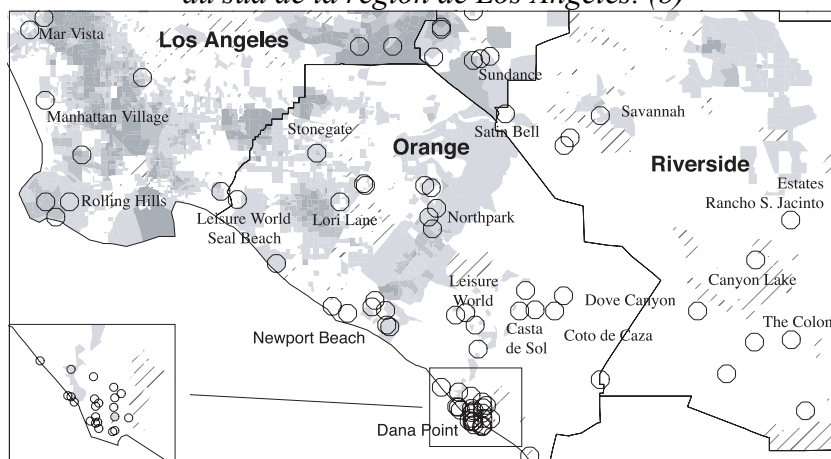 du sud de la région de Los Angeles. (b)
Mar Vista
Los Angeles
Sundance
Manhattan Village
Savannah
Stonegate
Satin Bell
Orange
Riverside
Estates
Rancho S. Jacinto
Rolling Hills
Leisure World
Seal Beach
Lori Lane
Northpark
Canyon Lake
Leisure
World
Dove Canyon
Casta
de Sol
Coto de Caza
The Colon
Newport Beach
Dana Point